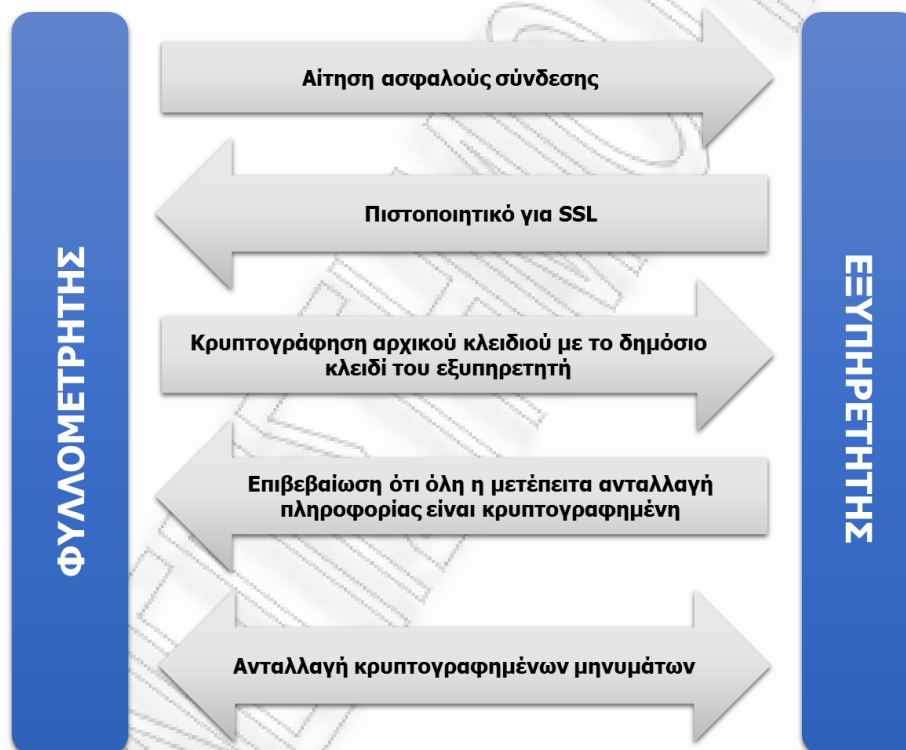 ΦΥΛΛΟΜΕΤΡΗΤΗΣ
Αίτηση ασφαλούς σύνδεσης
Πιστοποιητικό για SSL
Κρυπτογράφηση αρχικού κλειδιού με το δημόσιο
κλειδί του εξυπηρετητή
Επιβεβαίωση ότι όλη η μετέπειτα ανταλλαγή
πληροφορίας είναι κρυπτογραφημένη
Ανταλλαγή κρυπτογραφημένων μηνυμάτων
ΕΞΥΠΗΡΕΤΗΤΗΣ